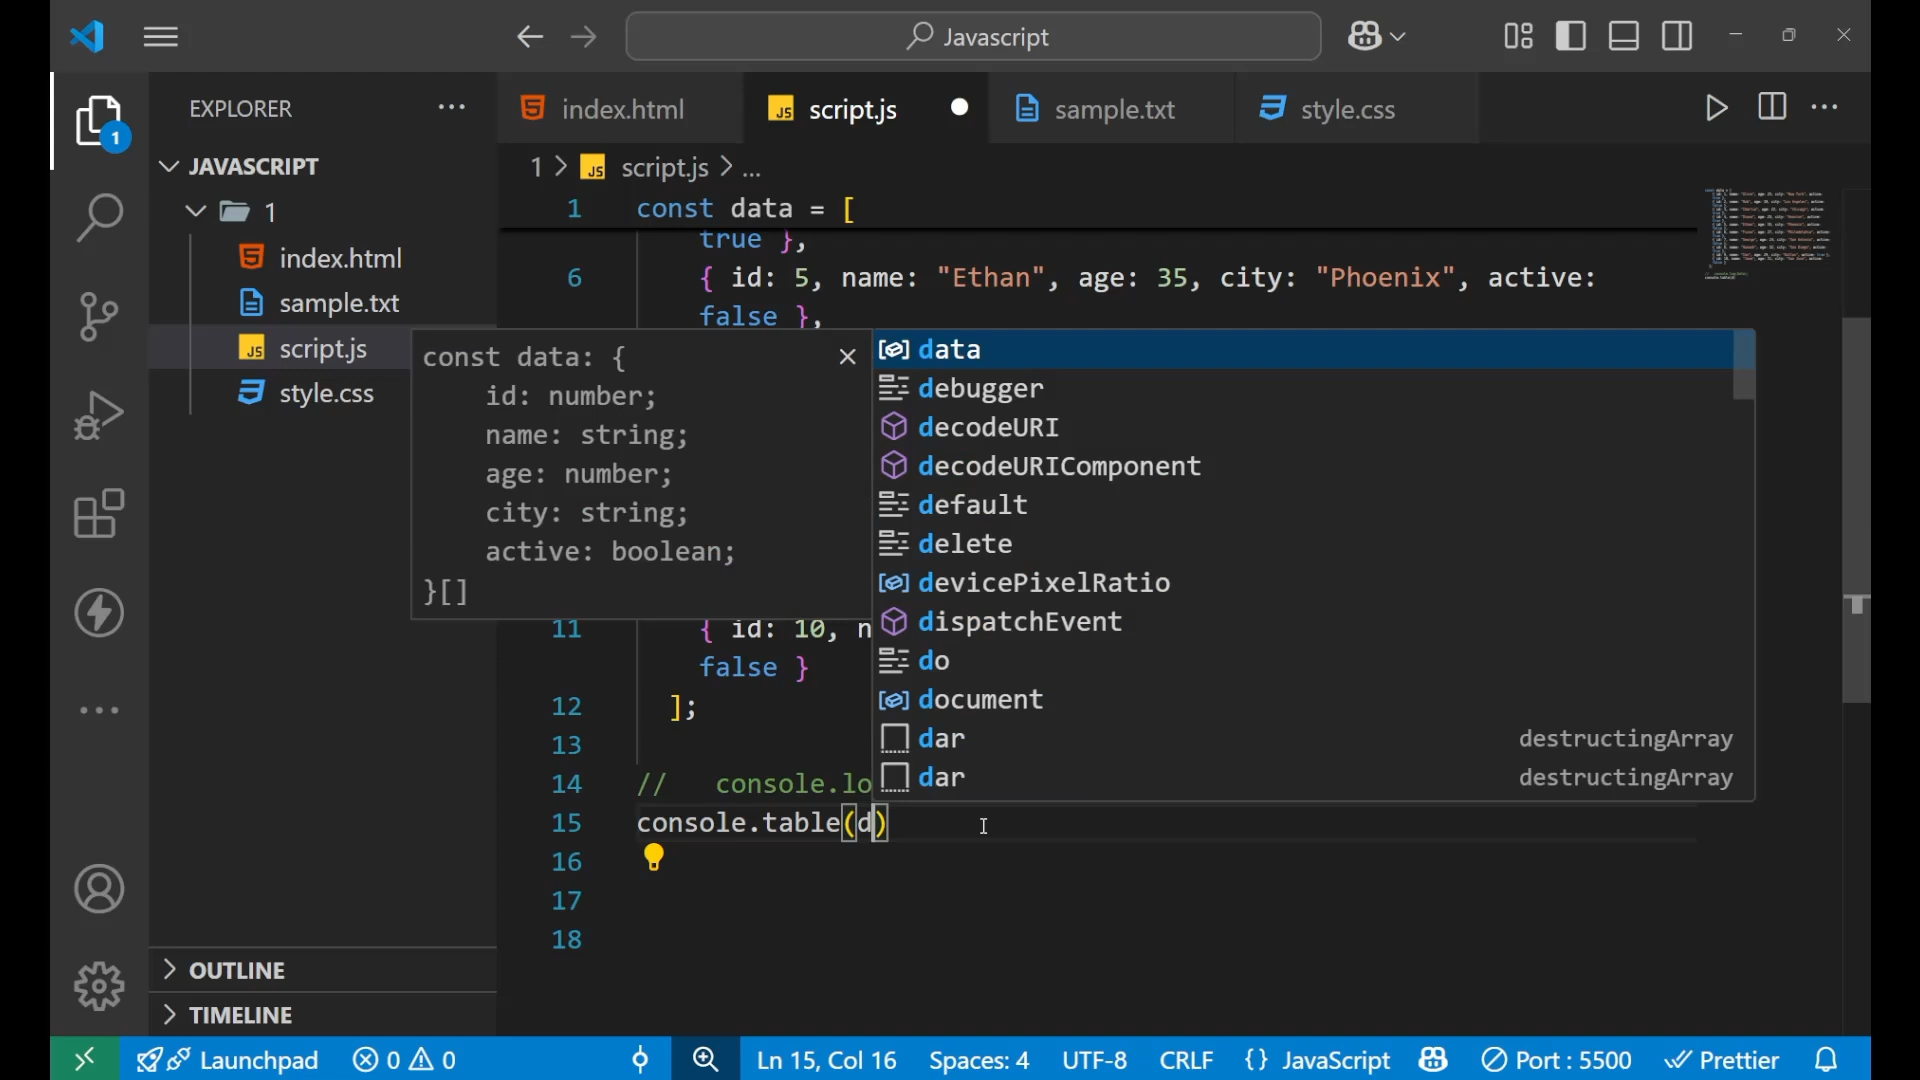 Javascript
EXPLORER
JAVASCRIPT
1
index.html
sample.txt
script.js
style.css
OUTLINE
TIMELINE
1
index.html
script.js
sample.txt
style.css
1 > script.js > ...
1 const data = [
true },
6 { id: 5, name: "Ethan", age: 35, city: "Phoenix", active:
false },
const data: {
id: number;
name: string;
age: number;
city: string;
active: boolean;
}[]
data
debugger
decodeURI
decodeURIComponent
default
delete
devicePixelRatio
dispatchEvent
do
document
dar destructingArray
dar destructingArray
11 { id: 10, n
false }
12 ];
13
14 // console.lo
15 console.table(d)
16
17
18
Launchpad 0 0 Ln 15, Col 16 Spaces: 4 UTF-8 CRLF {} JavaScript Port : 5500 Prettier